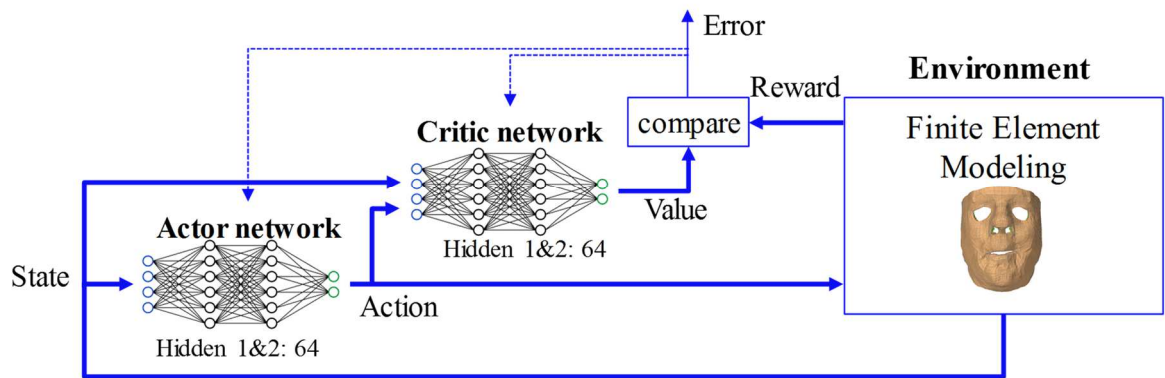 Error
Environment
Reward
compare
Finite Element
Modeling
Critic network
Value
Hidden 1&2: 64
Actor network
State
Action
Hidden 1&2: 64